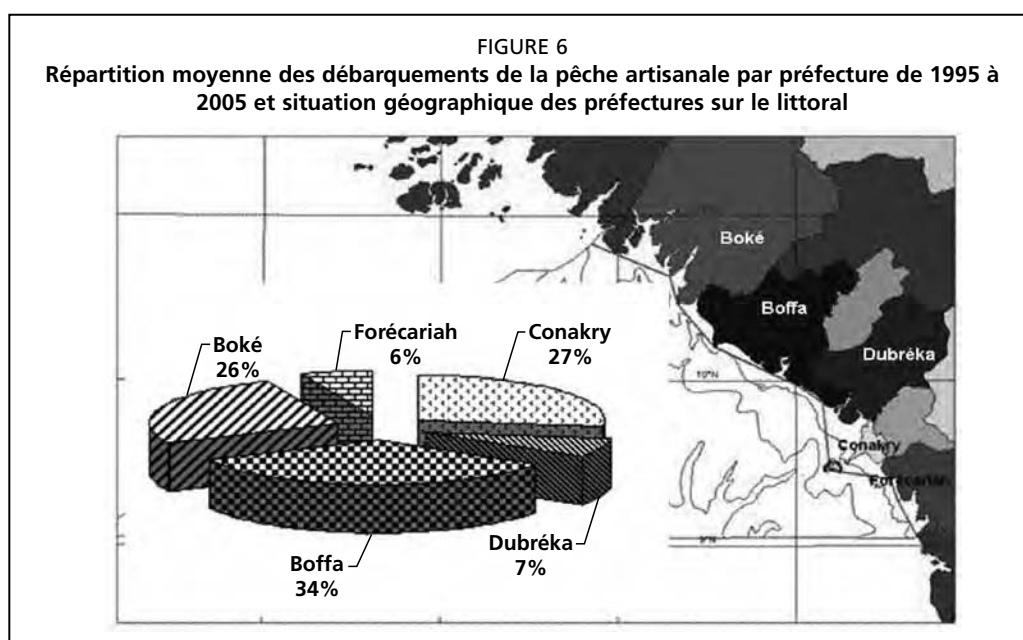 FIGURE 6
Répartition moyenne des débarquements de la pêche artisanale par préfecture de 1995 à
2005 et situation géographique des préfectures sur le littoral
Boké
Boffa
Dubréka
10°N
Conakry
Forécariah
9°N
Boké
26%
Forécariah
6%
Conakry
27%
Boffa
34%
Dubréka
7%